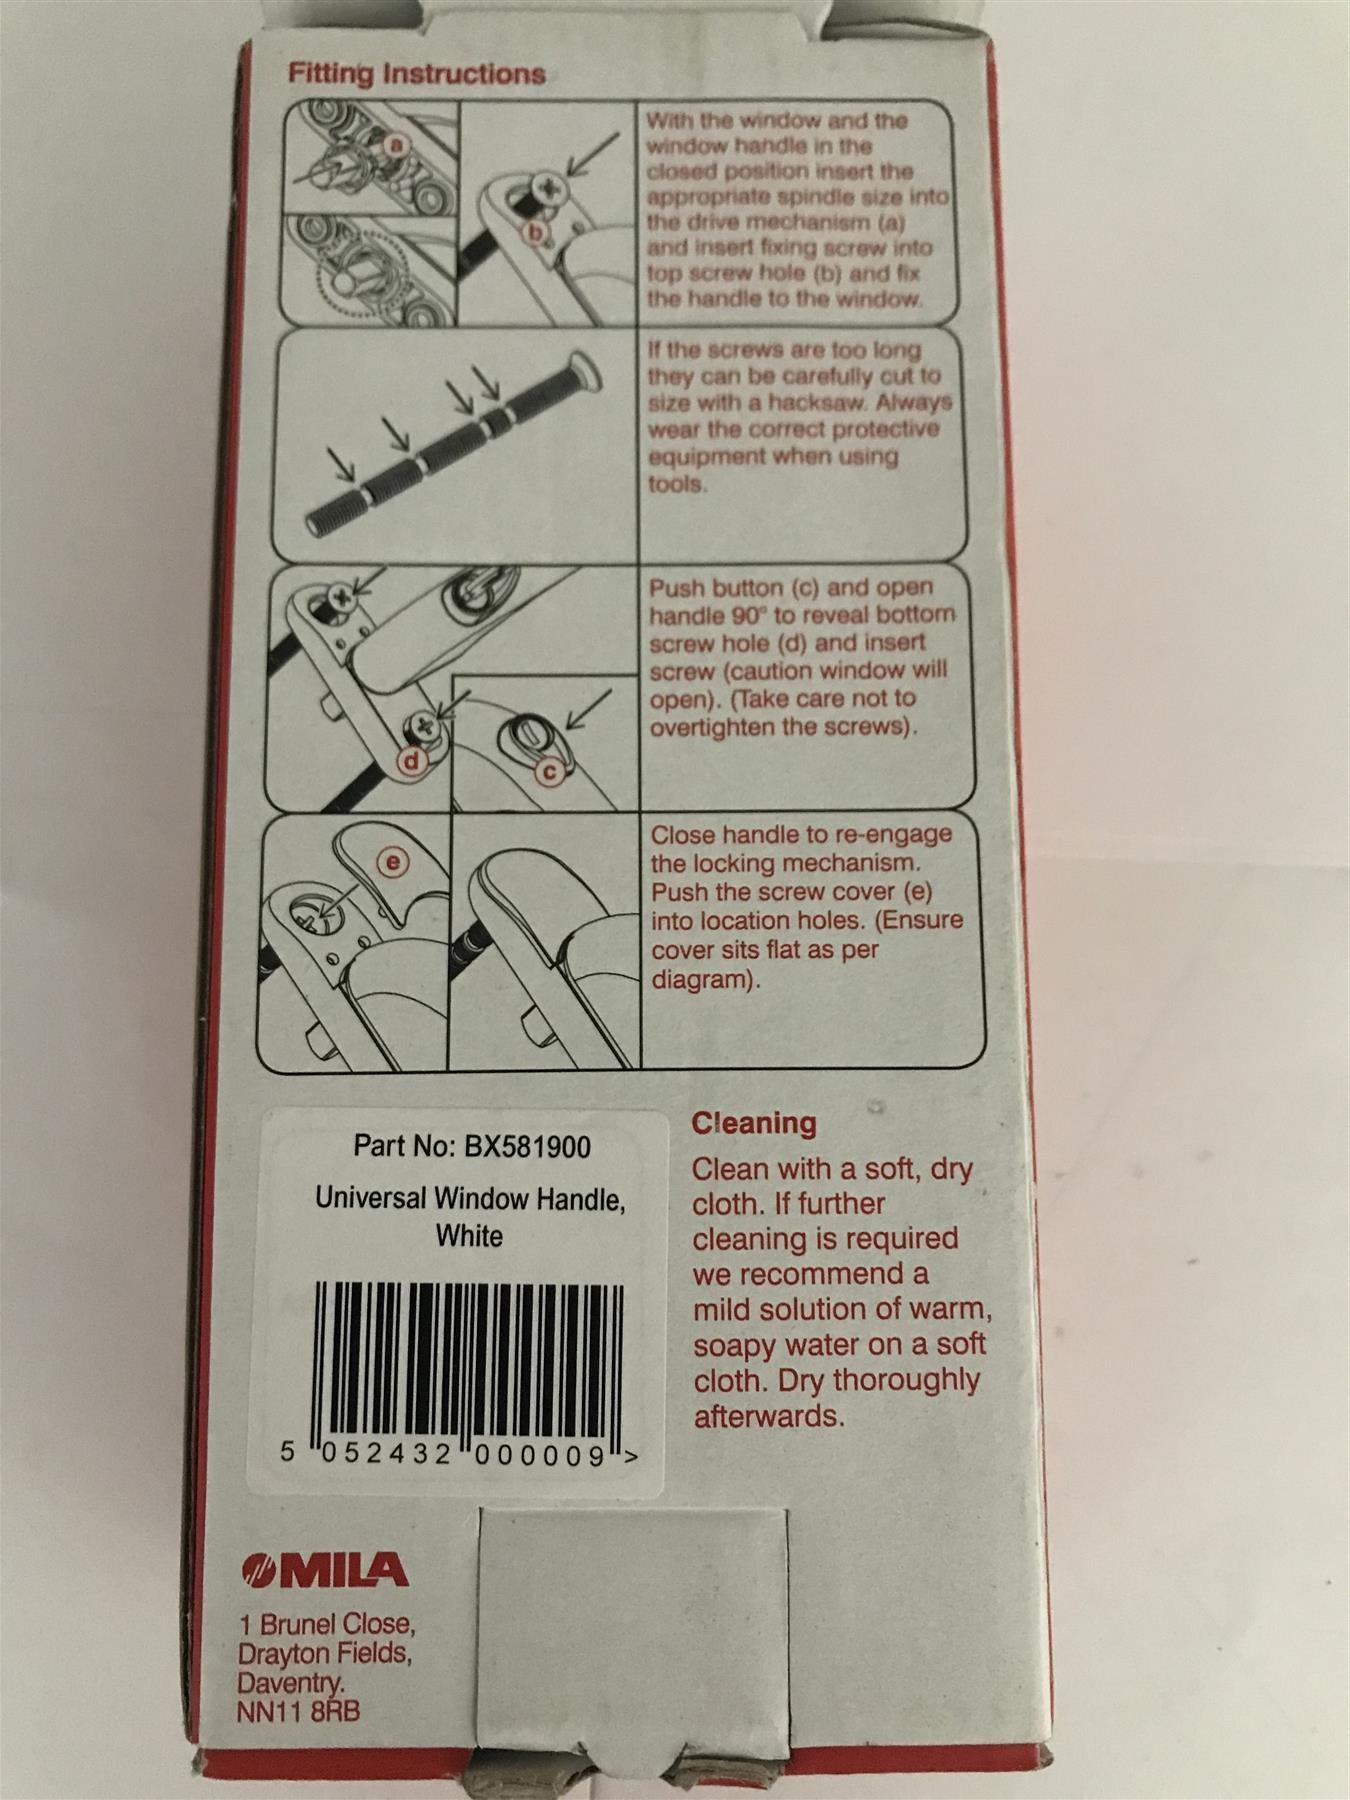 Fitting Instructions
a
b
With the window and the
window handle in the
closed position insert the
appropriate spindle size into
the drive mechanism (a)
and insert fixing screw into
top screw hole (b) and fix
the handle to the window.
If the screws are too long
they can be carefully cut to
size with a hacksaw. Always
wear the correct protective
equipment when using
tools.
d
c
Push button (c) and open
handle 90° to reveal bottom
screw hole (d) and insert
screw (caution window will
open). (Take care not to
overtighten the screws).
e
Close handle to re-engage
the locking mechanism.
Push the screw cover (e)
into location holes. (Ensure
cover sits flat as per
diagram).
Part No: BX581900
Universal Window Handle,
White
5 052432 000009 >
Cleaning
Clean with a soft, dry
cloth. If further
cleaning is required
we recommend a
mild solution of warm,
soapy water on a soft
cloth. Dry thoroughly
afterwards.
MILA
1 Brunel Close,
Drayton Fields,
Daventry.
NN11 8RB